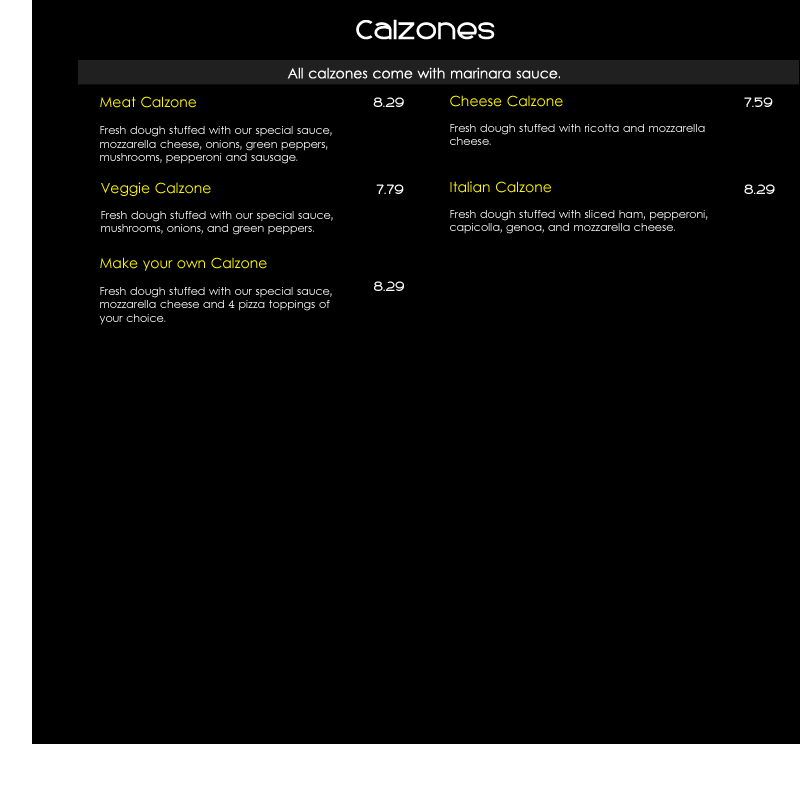 Calzones
All calzones come with marinara sauce.
Meat Calzone 8.29
Fresh dough stuffed with our special sauce,
mozzarella cheese, onions, green peppers,
mushrooms, pepperoni and sausage.
Cheese Calzone 7.59
Fresh dough stuffed with ricotta and mozzarella
cheese.
Veggie Calzone 7.79
Fresh dough stuffed with our special sauce,
mushrooms, onions, and green peppers.
Italian Calzone 8.29
Fresh dough stuffed with sliced ham, pepperoni,
capicolla, genoa, and mozzarella cheese.
Make your own Calzone
8.29
Fresh dough stuffed with our special sauce,
mozzarella cheese and 4 pizza toppings of
your choice.